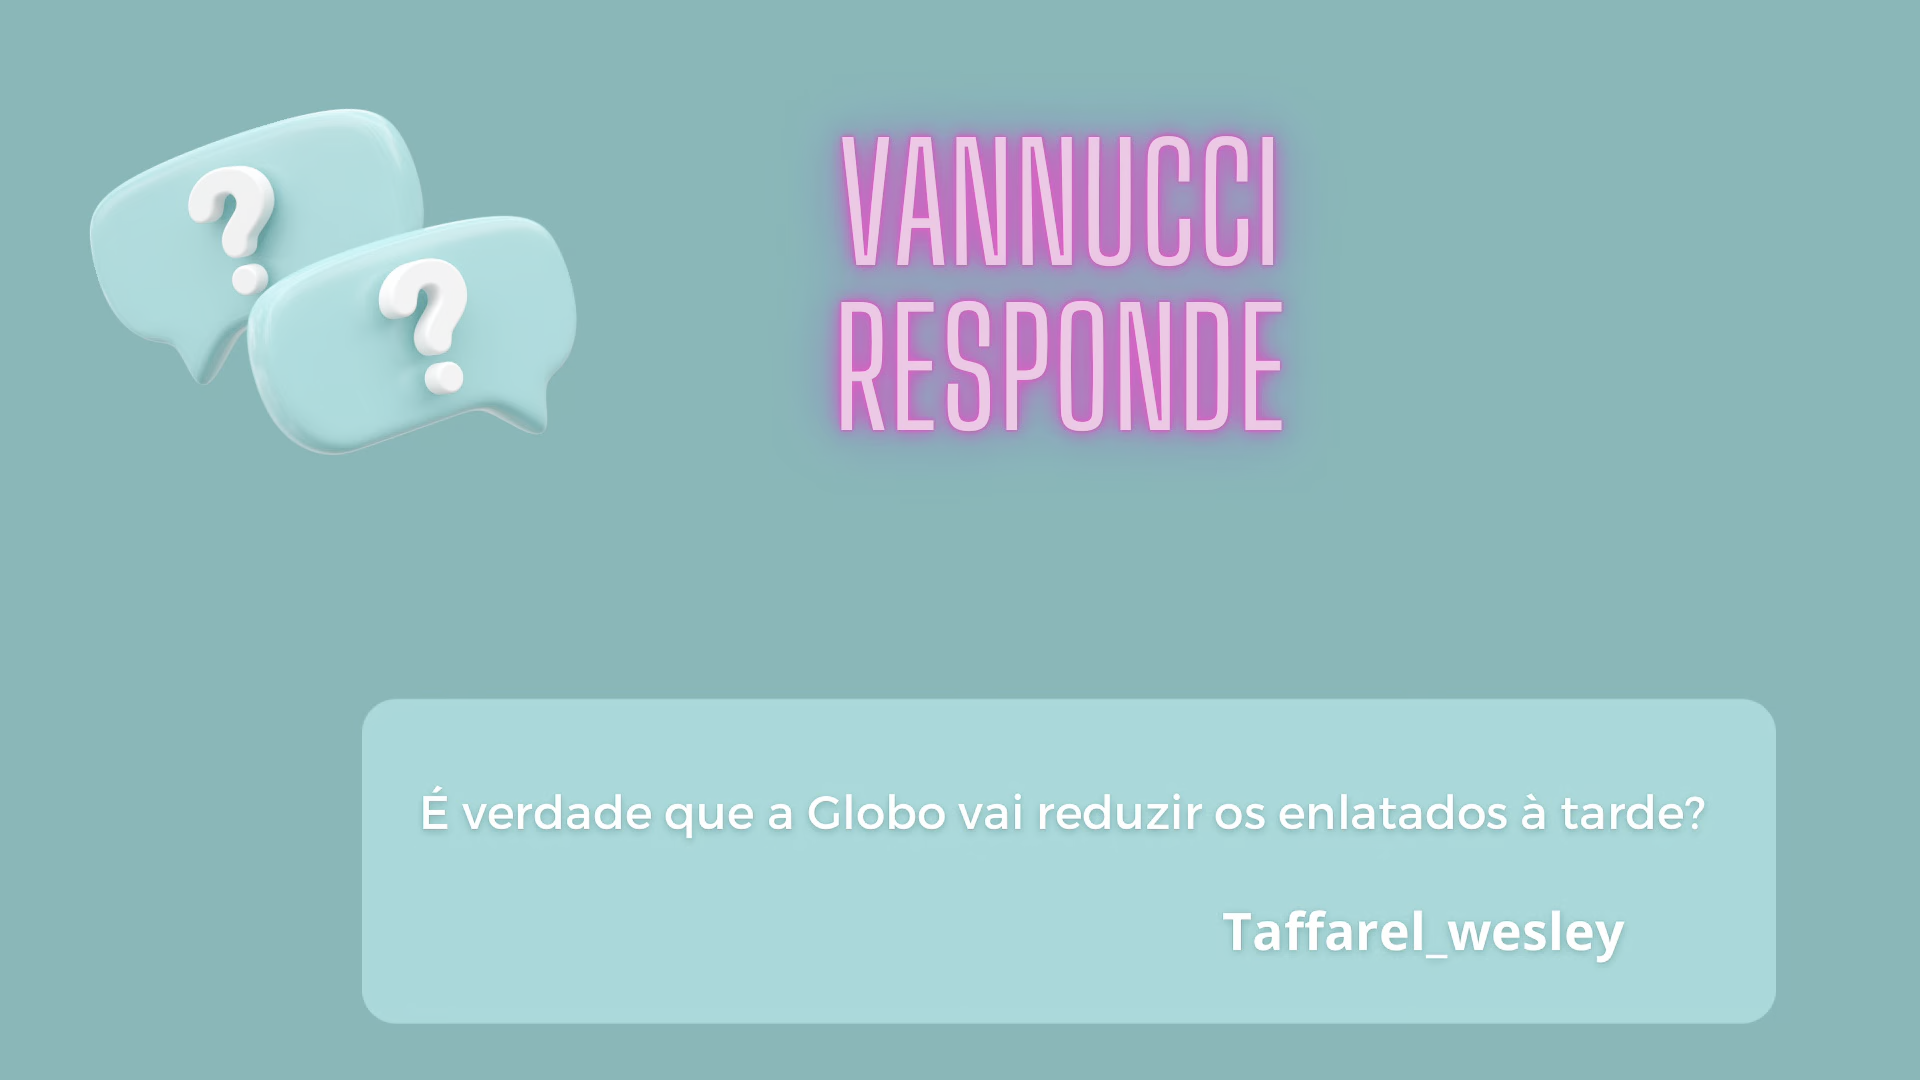 VANNUCCI
RESPONDE
É verdade que a Globo vai reduzir os enlatados à tarde?
Taffarel_wesley